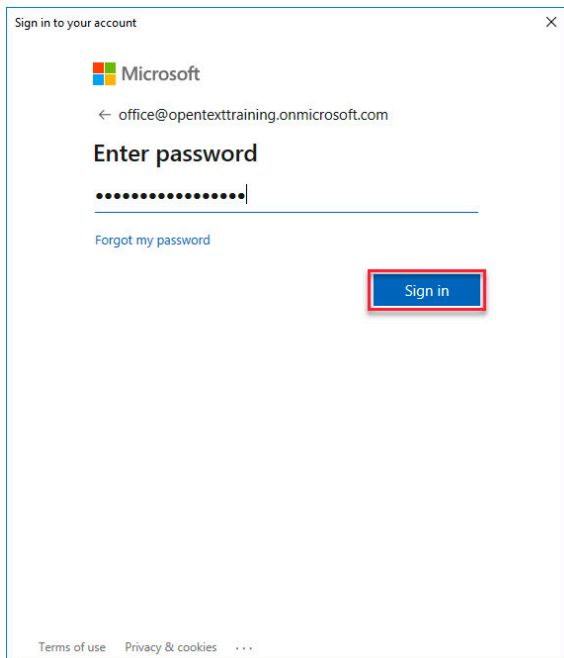 Sign in to your account
Microsoft
← office@opentexttraining.onmicrosoft.com
Enter password
•••••••••••••••••
Forgot my password
Sign in
Terms of use Privacy & cookies ...